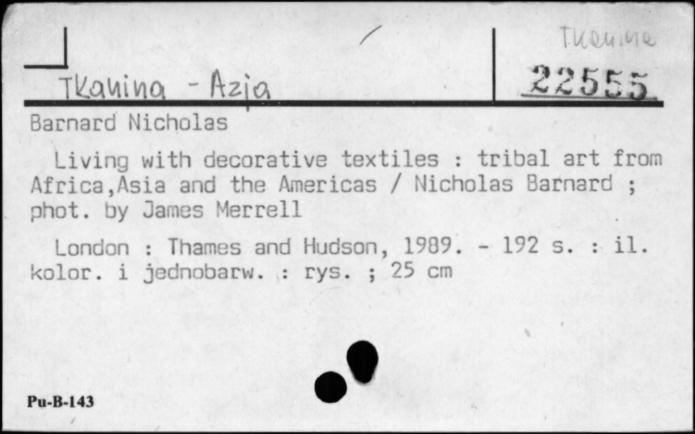 Tkanina
22555
Tkanina - Azja
Barnard Nicholas
Living with decorative textiles : tribal art from
Africa,Asia and the Americas / Nicholas Barnard ;
phot. by James Merrell
London : Thames and Hudson, 1989. - 192 s. : il.
kolor. i jednobarw. : rys. ; 25 cm
Pu-B-143